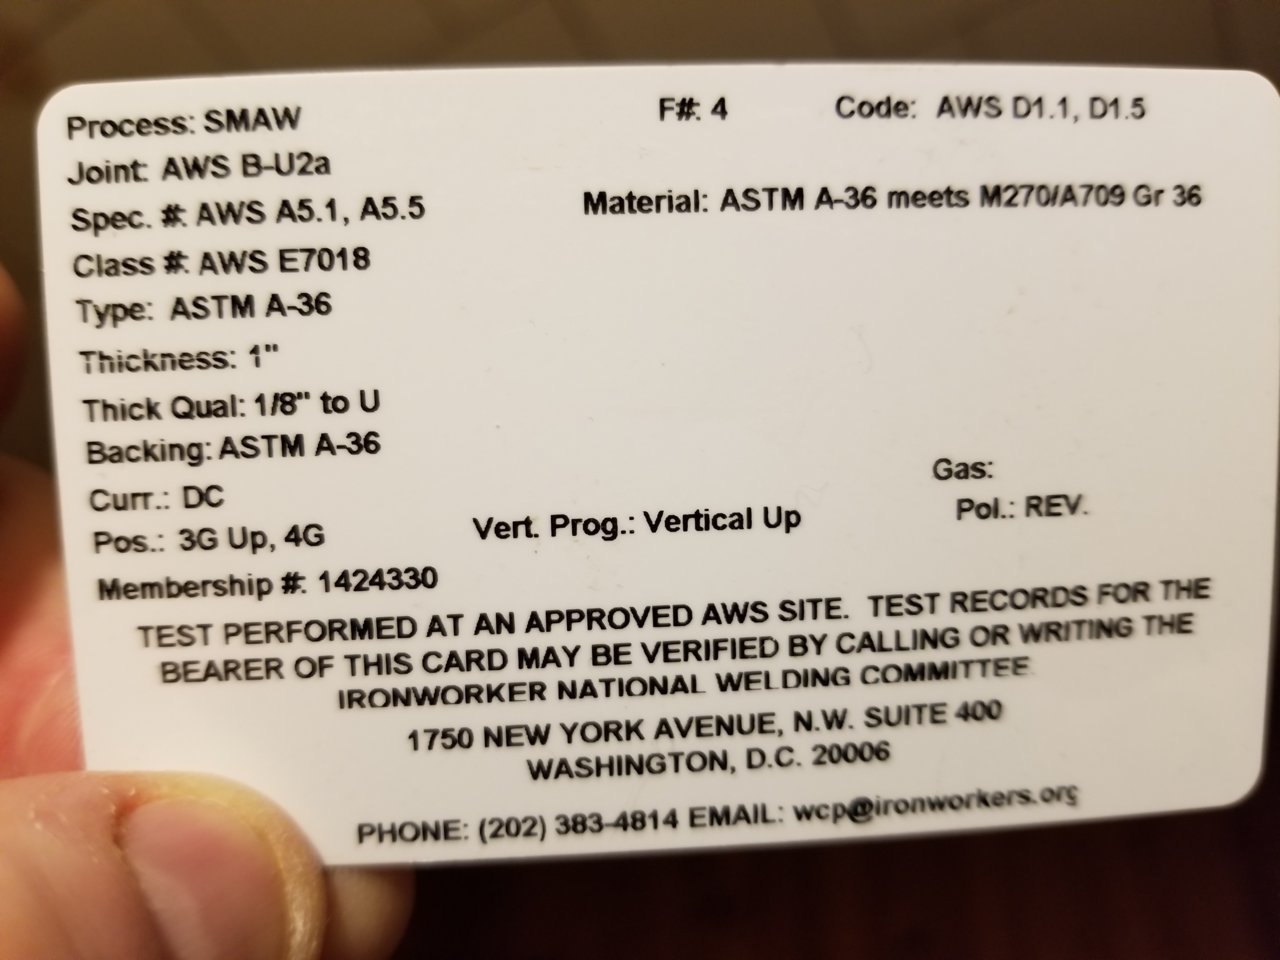 Process: SMAW F#: 4 Code: AWS D1.1, D1.5
Joint: AWS B-U2a
Spec. #: AWS A5.1, A5.5 Material: ASTM A-36 meets M270/A709 Gr 36
Class #: AWS E7018
Type: ASTM A-36
Thickness: 1"
Thick Qual: 1/8" to U
Backing: ASTM A-36
Gas:
Curr.: DC
Pol.: REV.
Pos.: 3G Up, 4G Vert. Prog.: Vertical Up
Membership #: 1424330
TEST PERFORMED AT AN APPROVED AWS SITE. TEST RECORDS FOR THE
BEARER OF THIS CARD MAY BE VERIFIED BY CALLING OR WRITING THE
IRONWORKER NATIONAL WELDING COMMITTEE
1750 NEW YORK AVENUE, N.W. SUITE 400
WASHINGTON, D.C. 20006
PHONE: (202) 383-4814 EMAIL: wcp@ironworkers.org